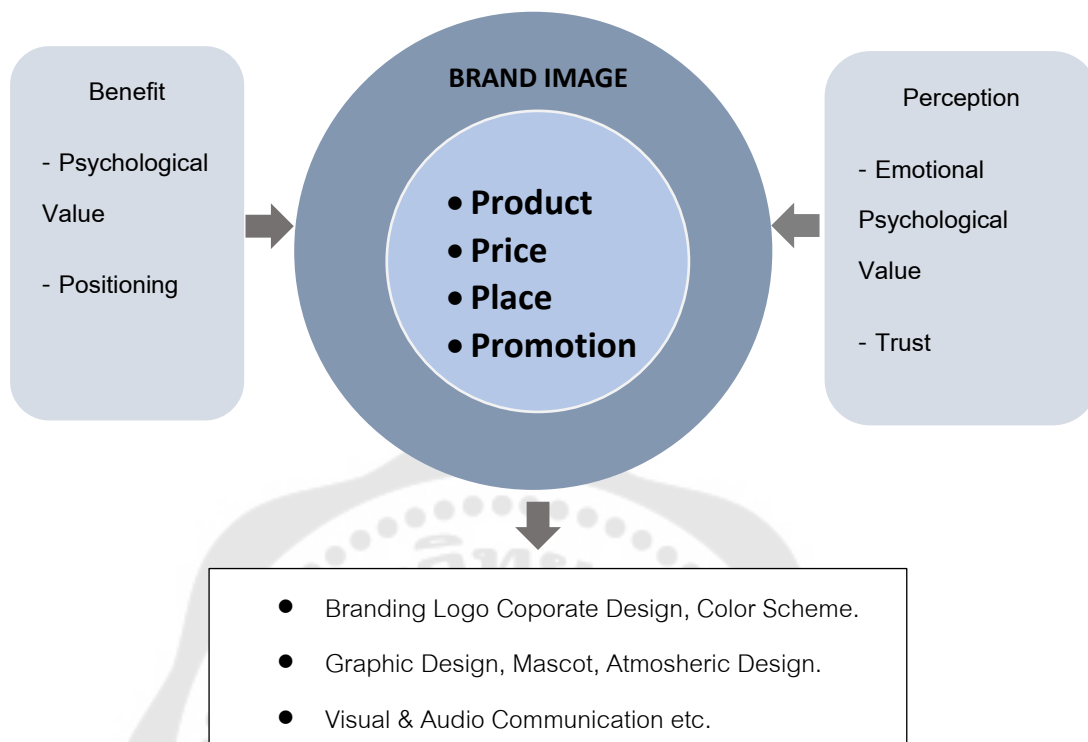 BRAND IMAGE
Benefit
- Psychological
Value
- Positioning
• Product
• Price
• Place
• Promotion
Perception
- Emotional
Psychological
Value
- Trust
● Branding Logo Coporate Design, Color Scheme.
● Graphic Design, Mascot, Atmosheric Design.
● Visual & Audio Communication etc.